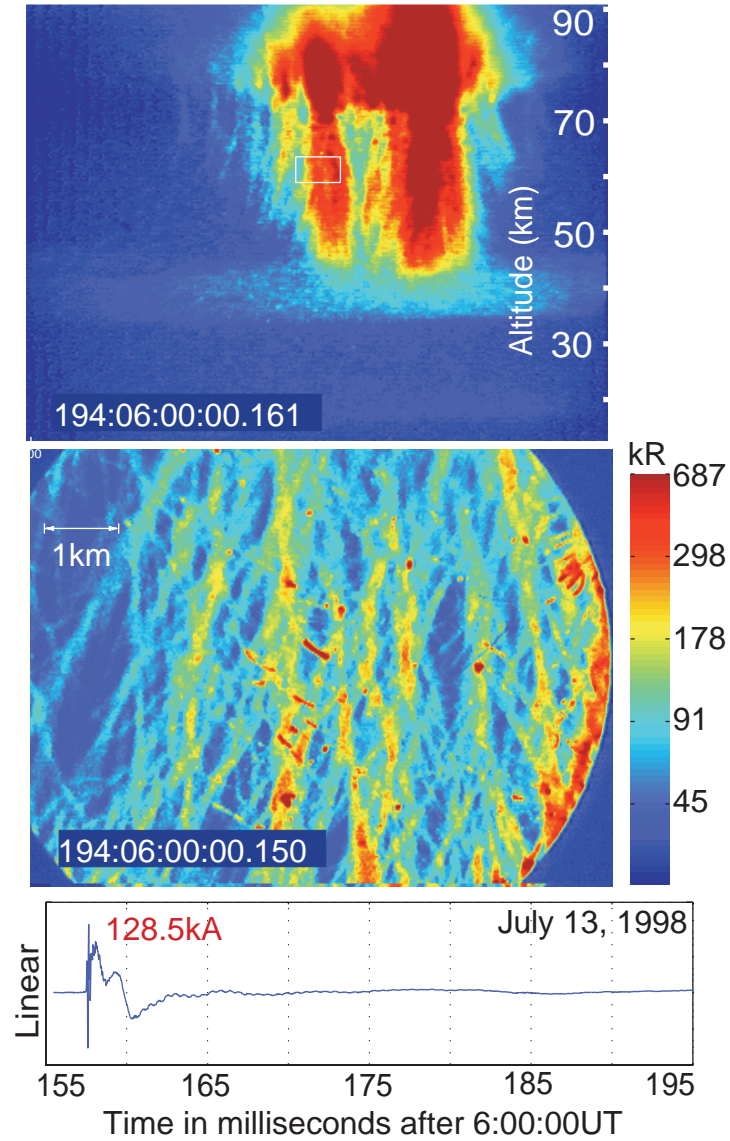 90
70
50
30
Altitude (km)
194:06:00:00.161
00
1km
194:06:00:00.150
kR
687
298
178
91
45
128.5kA
July 13, 1998
Linear
155 165 175 185 195
Time in milliseconds after 6:00:00UT